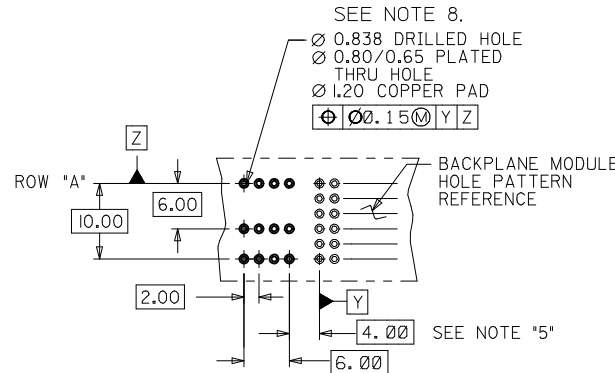 SEE NOTE 8.
Ø 0.838 DRILLED HOLE
Ø 0.80/0.65 PLATED
THRU HOLE
Ø 1.20 COPPER PAD
⌖ Ø0.15Ⓜ Y Z
Z
ROW "A"
BACKPLANE MODULE
HOLE PATTERN
REFERENCE
6.00
10.00
2.00
Y
4.00 SEE NOTE "5"
6.00